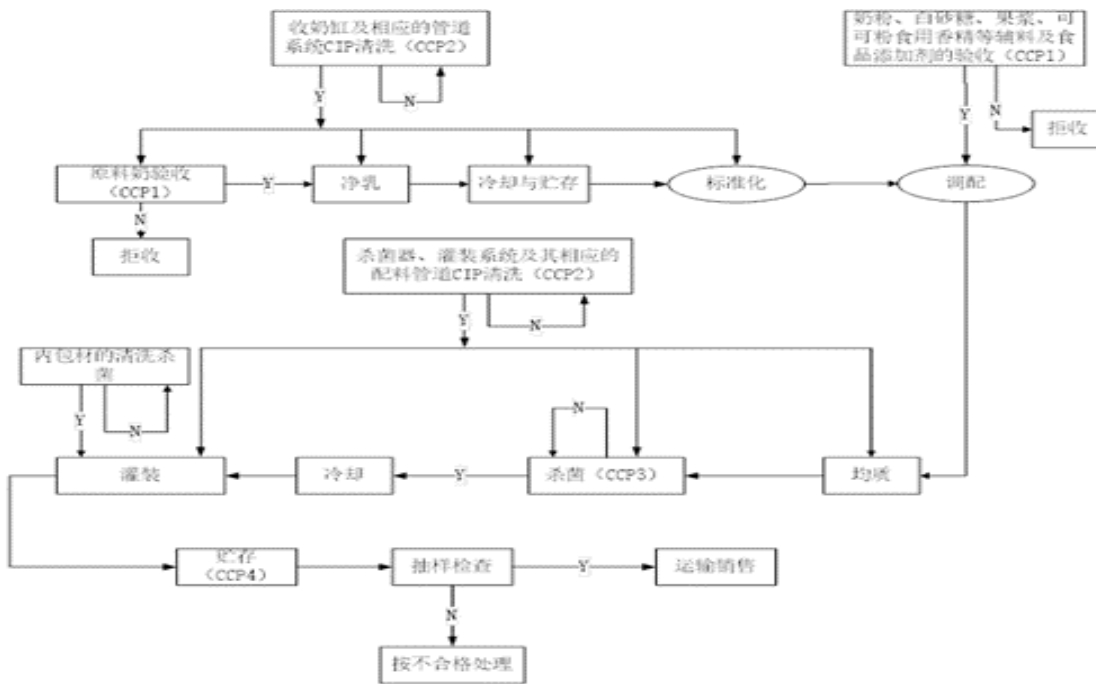 收奶缸及相应的管道
系统CIP清洗（CCP2）
奶粉、白砂糖、果浆、可
可粉食用香精等辅料及食
品添加剂的验收（CCP1）
Y
N
Y
N
拒收
原料奶验收
（CCP1）
Y
净乳
冷却与贮存
标准化
调配
N
拒收
杀菌器、灌装系统及其相应的
配料管道CIP清洗（CCP2）
Y
N
内包材的清洗杀
菌
Y
N
N
灌装
冷却
Y
杀菌（CCP3）
均质
贮存
（CCP4）
抽样检查
Y
运输销售
N
按不合格处理